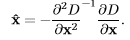 x̂ = −∂²D/∂x²⁻¹ ∂D/∂x.